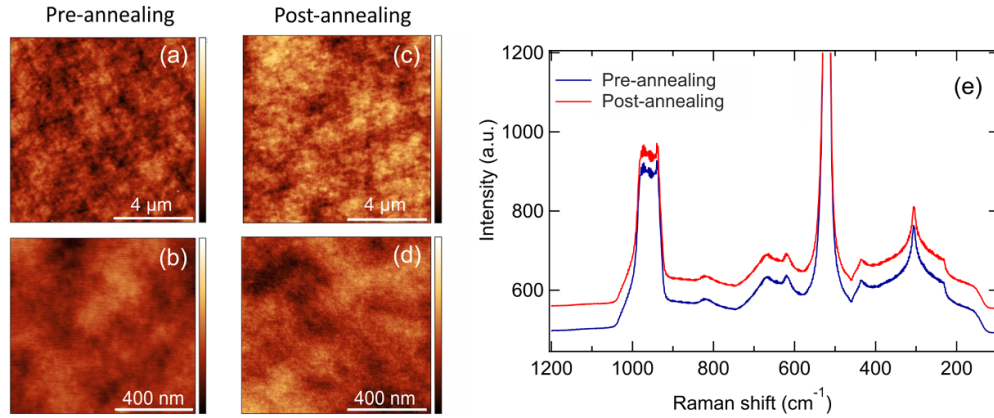 Pre-annealing
Post-annealing
(a)
(c)
4 µm
4 µm
(b)
(d)
400 nm
400 nm
1200
1000
800
600
Intensity (a.u.)
Pre-annealing
Post-annealing
(e)
1200
1000
800
600
400
200
Raman shift (cm⁻¹)